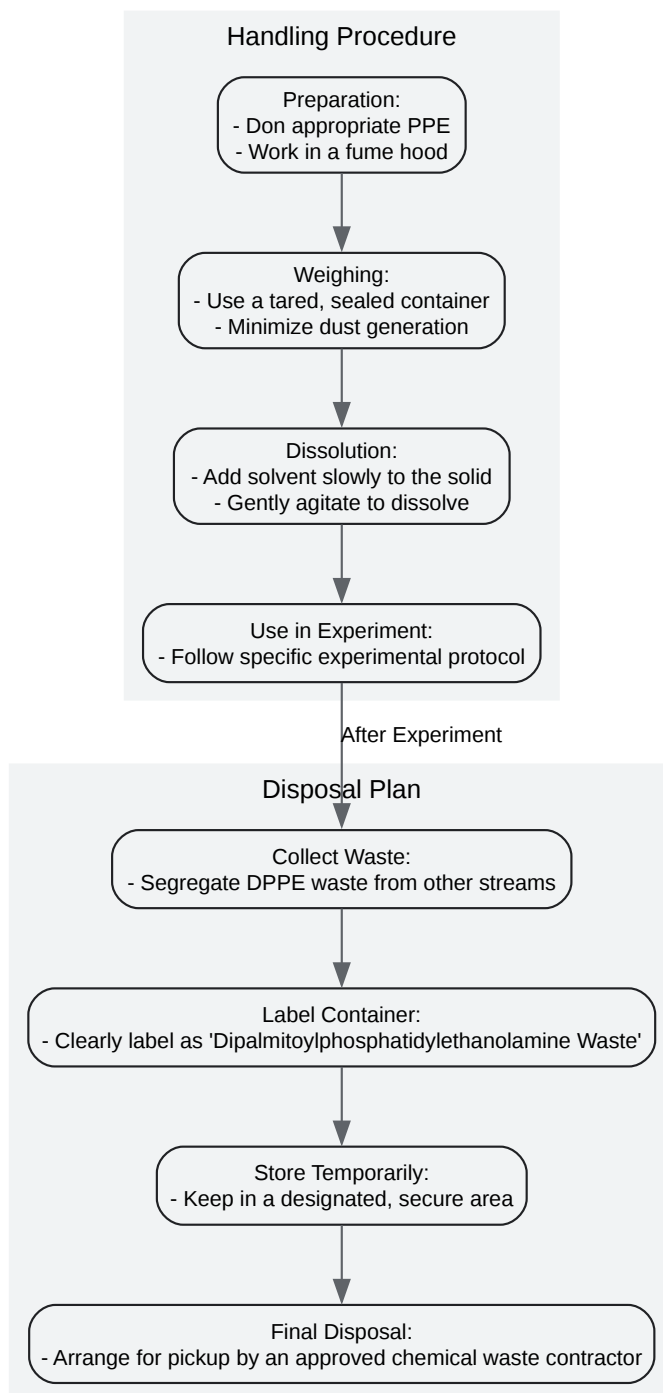 Handling Procedure
Preparation:
- Don appropriate PPE
- Work in a fume hood
Weighing:
- Use a tared, sealed container
- Minimize dust generation
Dissolution:
- Add solvent slowly to the solid
- Gently agitate to dissolve
Use in Experiment:
- Follow specific experimental protocol
After Experiment
Disposal Plan
Collect Waste:
- Segregate DPPE waste from other streams
Label Container:
- Clearly label as 'Dipalmitoylphosphatidylethanolamine Waste'
Store Temporarily:
- Keep in a designated, secure area
Final Disposal:
- Arrange for pickup by an approved chemical waste contractor